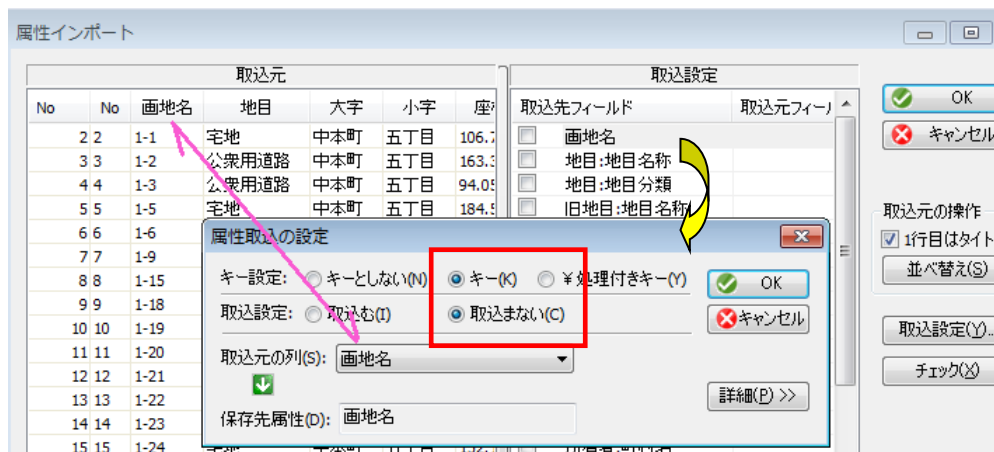 属性インポート
取込元
取込設定
No No 画地名 地目 大字 小字
取込先フィールド 取込元フィー
2 2 1-1 宅地 中本町 五丁目 106.
画地名
3 3 1-2 公衆用道路 中本町 五丁目 163.
地目:地目名称
4 4 1-3 公衆用道路 中本町 五丁目 94.05
地目:地目分類
5 5 1-5 宅地 中本町 五丁目 184.
旧地目:地目名称
6 6 1-6
7 7 1-9
8 8 1-15
9 9 1-18
10 10 1-19
11 11 1-20
12 12 1-21
13 13 1-22
14 14 1-23
15 15 1-24
OK
キャンセル
取込元の操作
1行目はタイト
並べ替え(S)
取込設定(Y)..
チェック(X)
属性取込の設定
キー設定: キーとしない(N) キー(K) ¥処理付きキー(Y)
取込設定: 取込む(I) 取込まない(C)
取込元の列(S): 画地名
保存先属性(D): 画地名
OK
キャンセル
詳細(P) >>